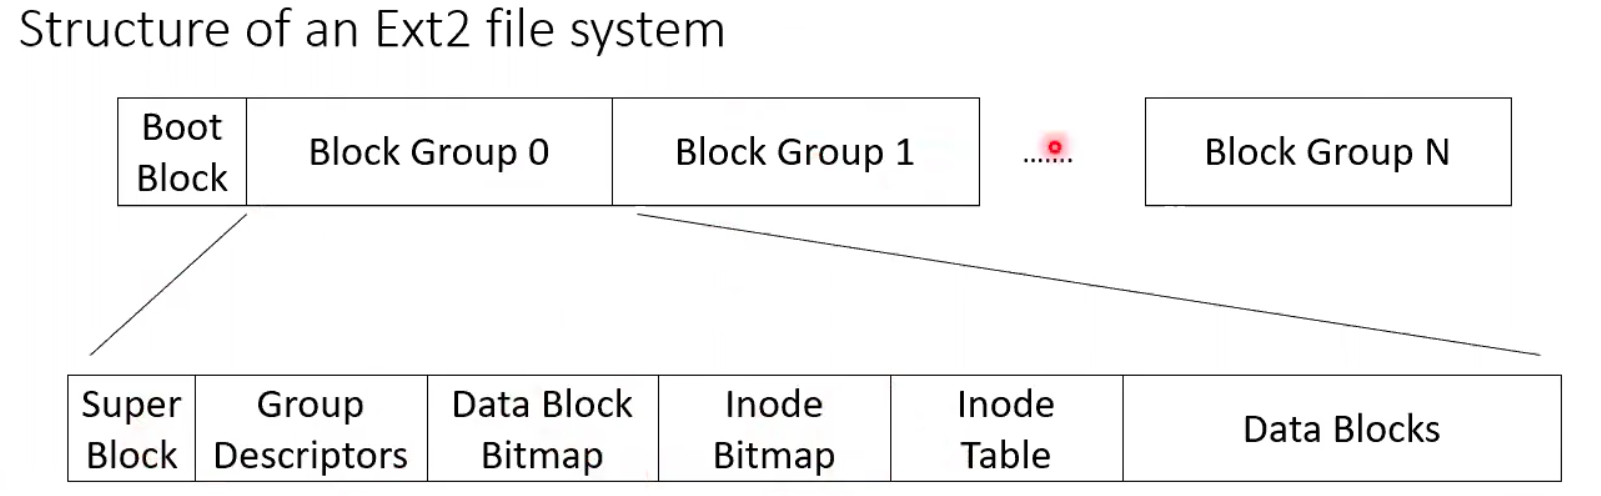 Structure of an Ext2 file system
Boot
Block
Block Group 0
Block Group 1
.......
Block Group N
Super
Block
Group
Descriptors
Data Block
Bitmap
Inode
Bitmap
Inode
Table
Data Blocks